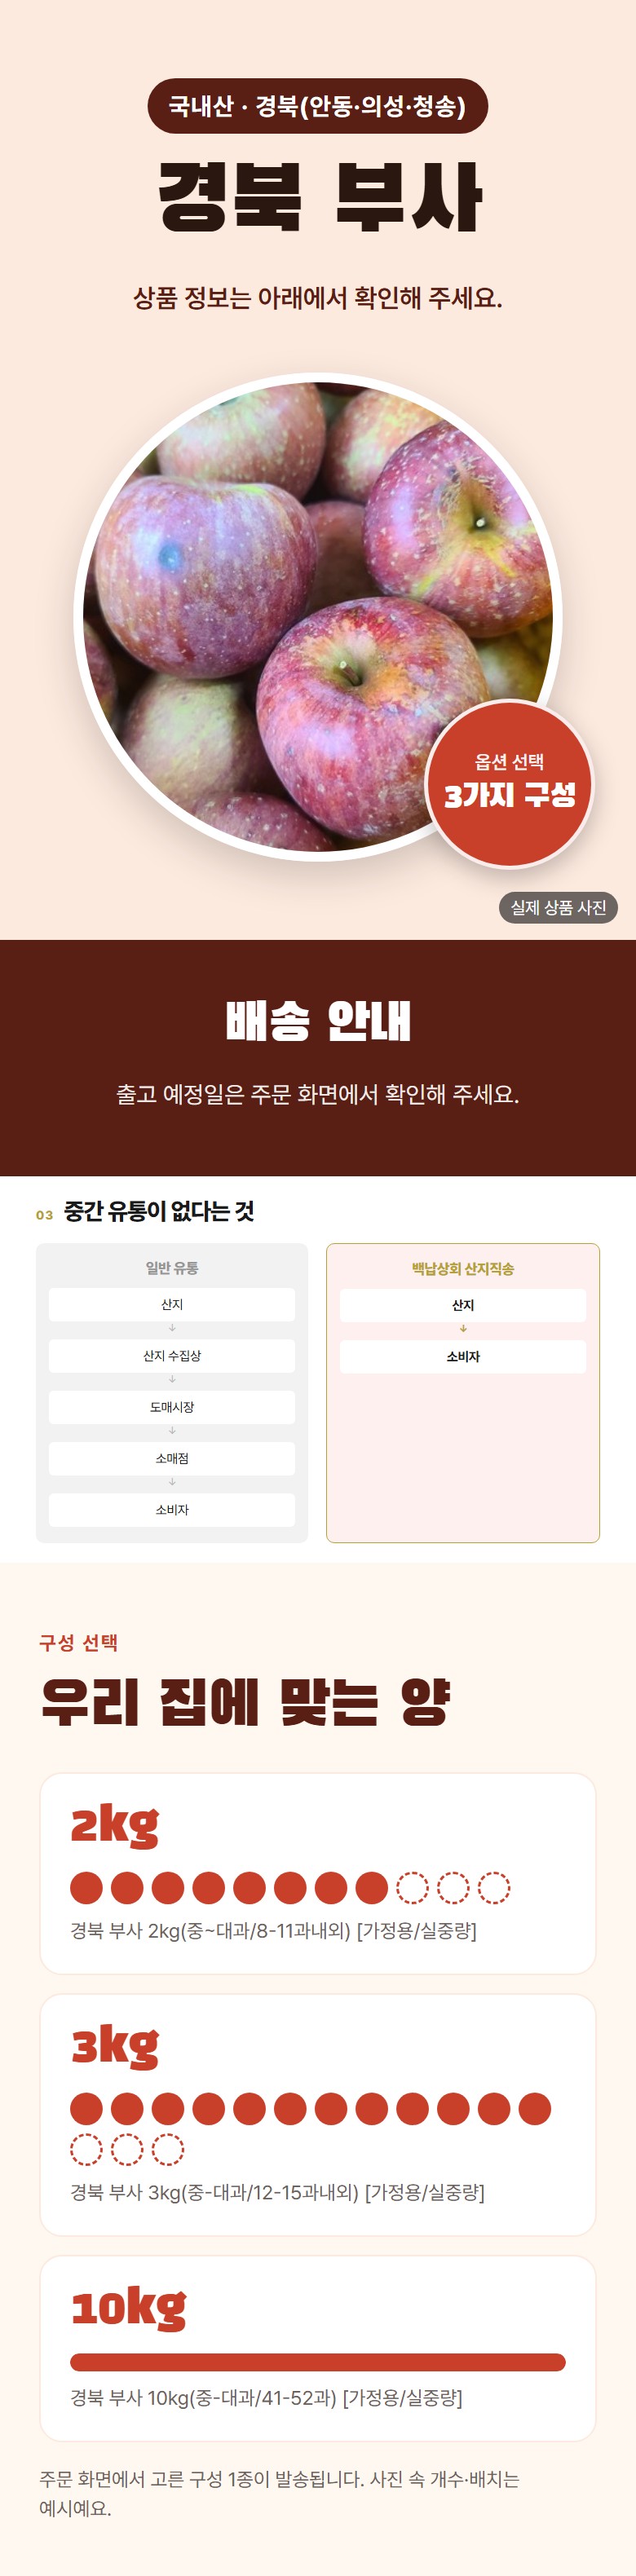 국내산 · 경북(안동·의성·청송)
경북 부사
상품 정보는 아래에서 확인해 주세요.
옵션 선택
3가지 구성
실제 상품 사진
배송 안내
출고 예정일은 주문 화면에서 확인해 주세요.
03 중간 유통이 없다는 것
일반 유통
산지
↓
산지 수집상
↓
도매시장
↓
소매점
↓
소비자
백납상회 산지직송
산지
↓
소비자
구성 선택
우리 집에 맞는 양
2kg
경북 부사 2kg(중~대과/8-11과내외) [가정용/실중량]
3kg
경북 부사 3kg(중-대과/12-15과내외) [가정용/실중량]
10kg
경북 부사 10kg(중-대과/41-52과) [가정용/실중량]
주문 화면에서 고른 구성 1종이 발송됩니다. 사진 속 개수·배치는
예시예요.